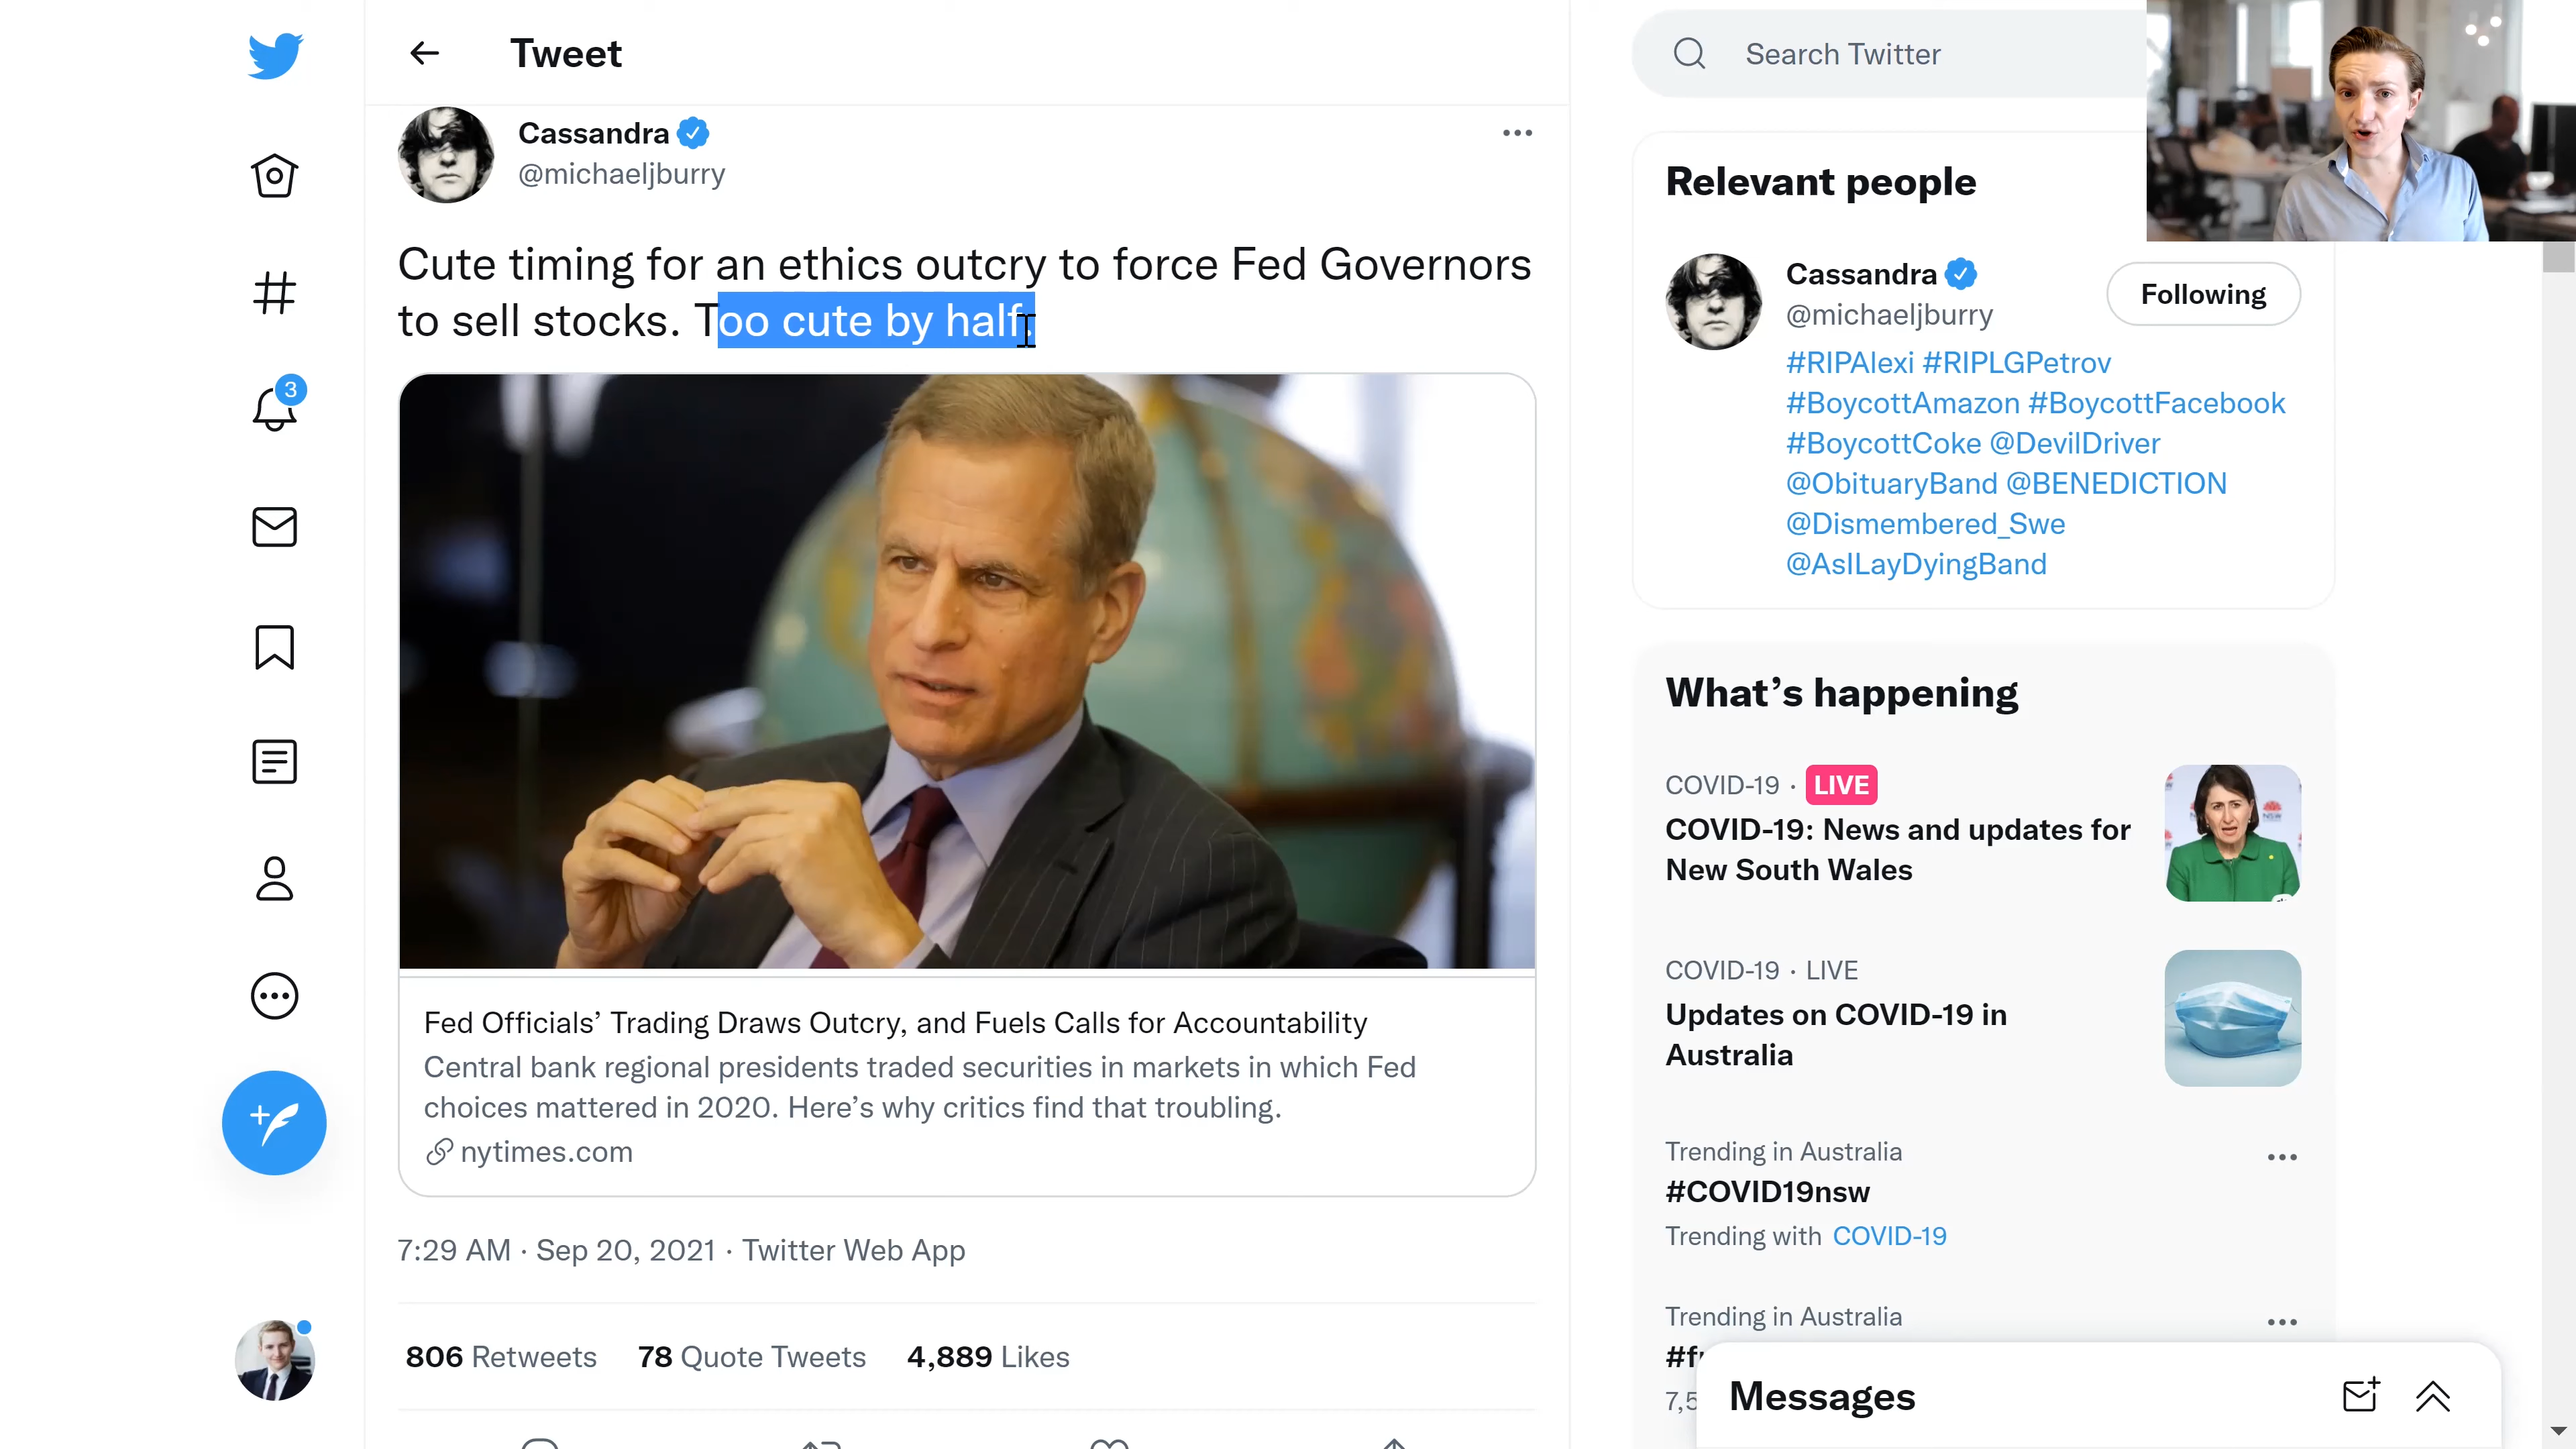 Tweet
Cassandra
@michaeljburry
Cute timing for an ethics outcry to force Fed Governors
to sell stocks. Too cute by half.
Fed Officials’ Trading Draws Outcry, and Fuels Calls for Accountability
Central bank regional presidents traded securities in markets in which Fed
choices mattered in 2020. Here’s why critics find that troubling.
nytimes.com
7:29 AM · Sep 20, 2021 · Twitter Web App
806 Retweets 78 Quote Tweets 4,889 Likes
3
Search Twitter
Relevant people
Cassandra
@michaeljburry
Following
#RIPAlexi #RIPLGPetrov
#BoycottAmazon #BoycottFacebook
#BoycottCoke @DevilDriver
@ObituaryBand @BENEDICTION
@Dismembered_Swe
@AsILayDyingBand
What’s happening
COVID-19 · LIVE
COVID-19: News and updates for
New South Wales
COVID-19 · LIVE
Updates on COVID-19 in
Australia
Trending in Australia
#COVID19nsw
Trending with COVID-19
Trending in Australia
Messages